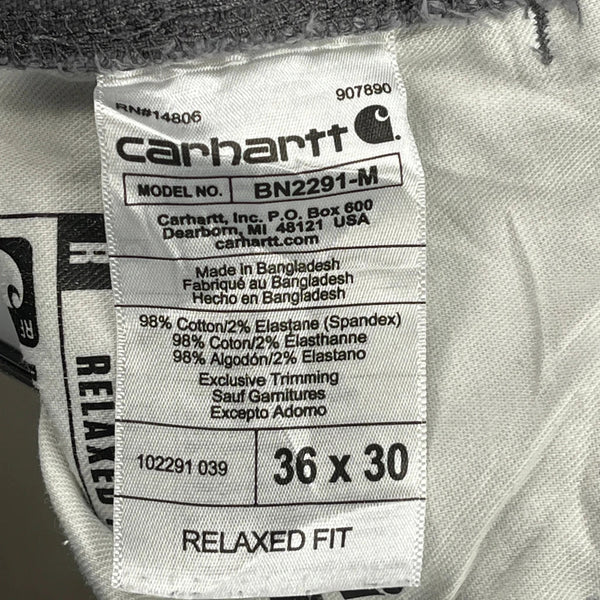 RN#14806
907890
carhartt
MODEL NO. BN2291-M
Carhartt, Inc. P.O. Box 600
Dearborn, MI 48121 USA
carhartt.com
Made in Bangladesh
Fabriqué au Bangladesh
Hecho en Bangladesh
98% Cotton/2% Elastane (Spandex)
98% Coton/2% Élasthanne
98% Algodón/2% Elastano
Exclusive Trimming
Sauf Garnitures
Excepto Adorno
102291 039
36 x 30
RELAXED FIT
RELAXED